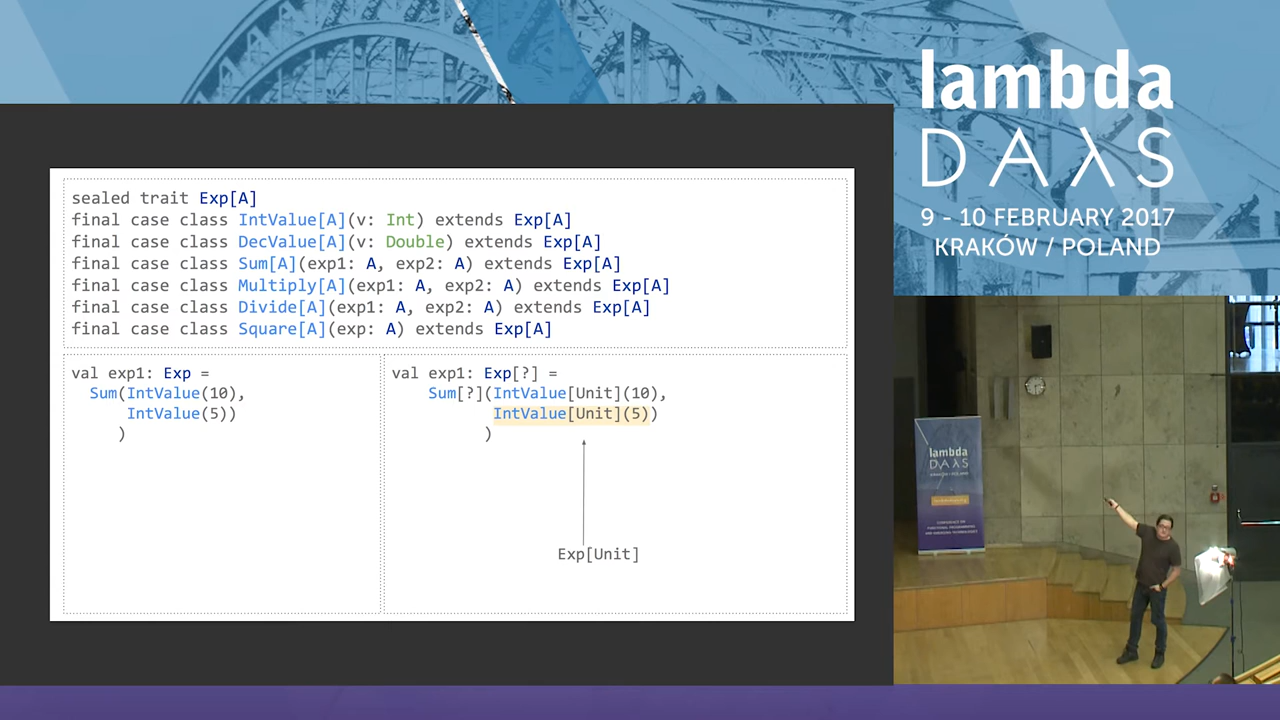 lambda
DAλS
9 - 10 FEBRUARY 2017
KRAKÓW / POLAND
sealed trait Exp[A]
final case class IntValue[A](v: Int) extends Exp[A]
final case class DecValue[A](v: Double) extends Exp[A]
final case class Sum[A](exp1: A, exp2: A) extends Exp[A]
final case class Multiply[A](exp1: A, exp2: A) extends Exp[A]
final case class Divide[A](exp1: A, exp2: A) extends Exp[A]
final case class Square[A](exp: A) extends Exp[A]
val exp1: Exp =
Sum(IntValue(10),
IntValue(5))
)
val exp1: Exp[?] =
Sum[?](IntValue[Unit](10),
IntValue[Unit](5))
)
Exp[Unit]
lambda
DAλS